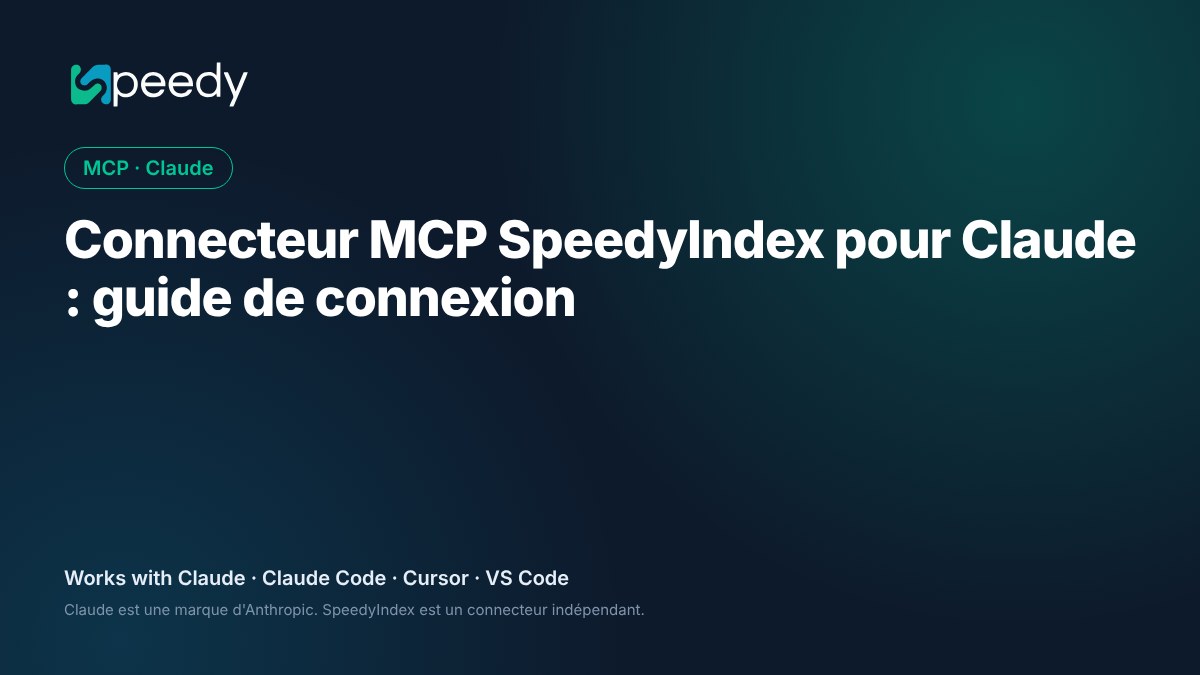 Speedy
MCP · Claude
Connecteur MCP SpeedyIndex pour Claude
: guide de connexion
Works with Claude · Claude Code · Cursor · VS Code
Claude est une marque d'Anthropic. SpeedyIndex est un connecteur indépendant.